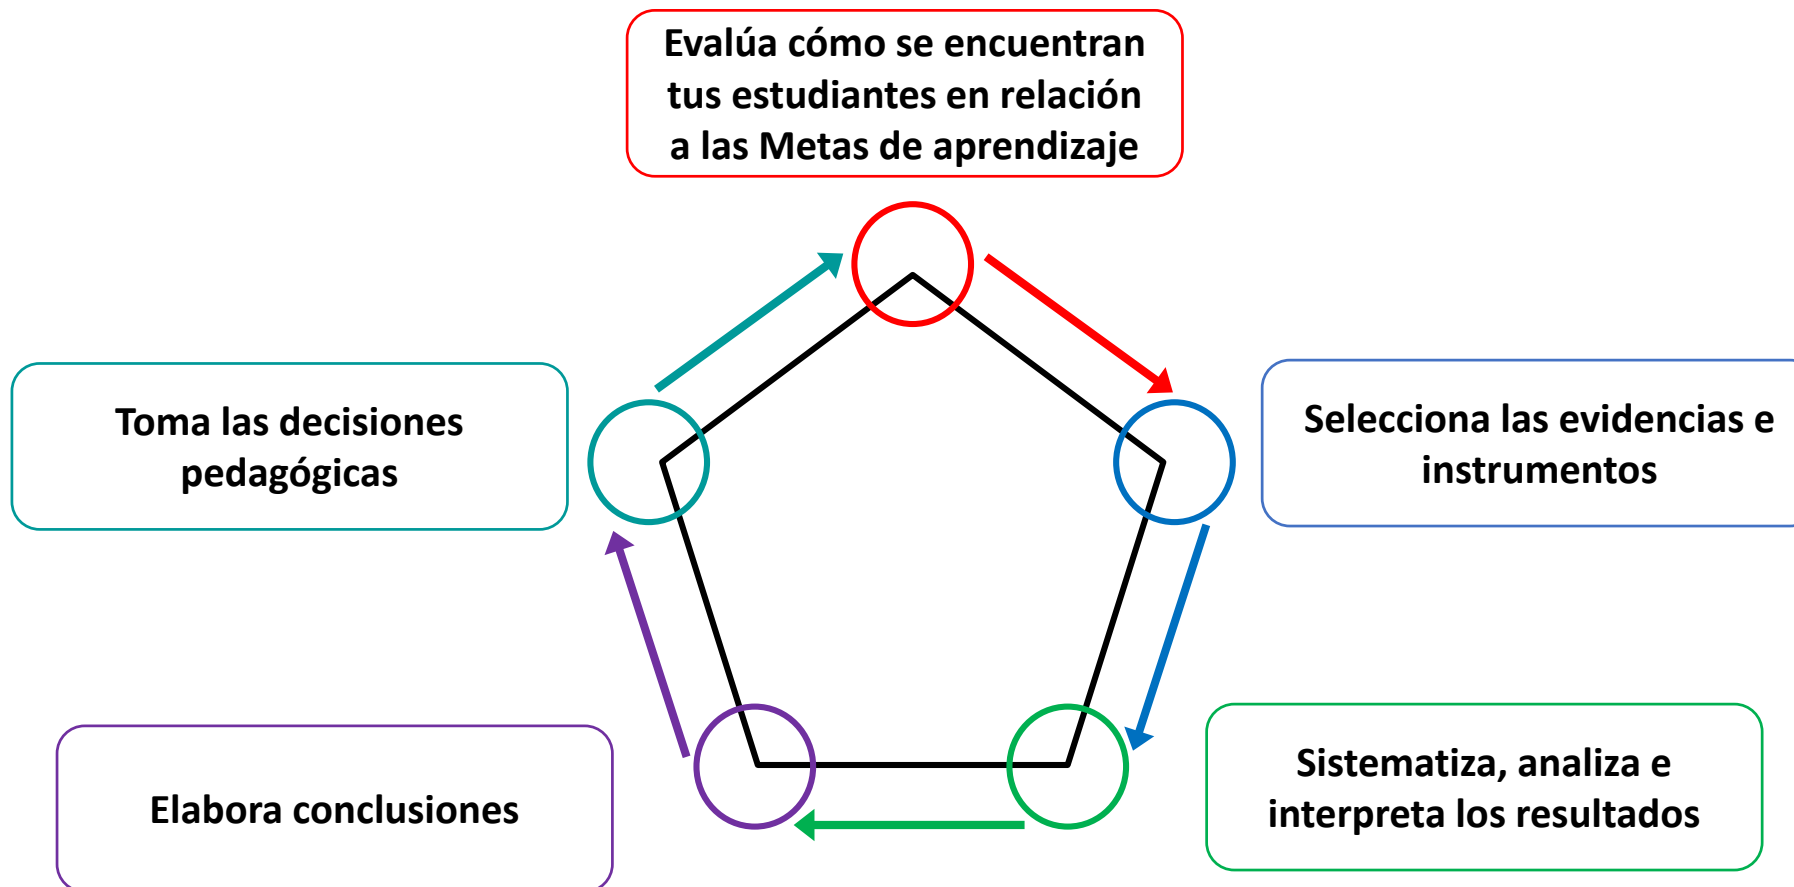 Evalúa cómo se encuentran
tus estudiantes en relación
a las Metas de aprendizaje
Selecciona las evidencias e
instrumentos
Sistematiza, analiza e
interpreta los resultados
Elabora conclusiones
Toma las decisiones
pedagógicas